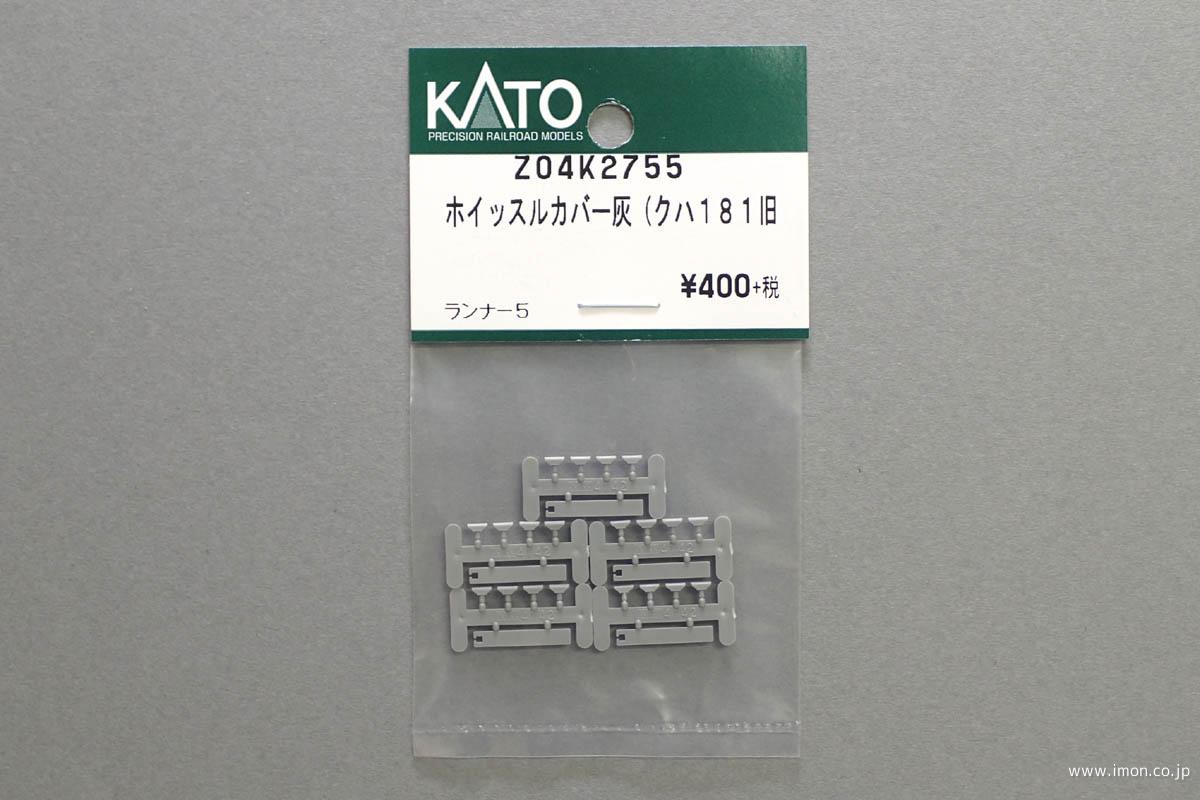 KATO
PRECISION RAILROAD MODELS
Z04K2755
ホイッスルカバー灰(クハ181旧
¥400+税
ランナー5
www.imon.co.jp